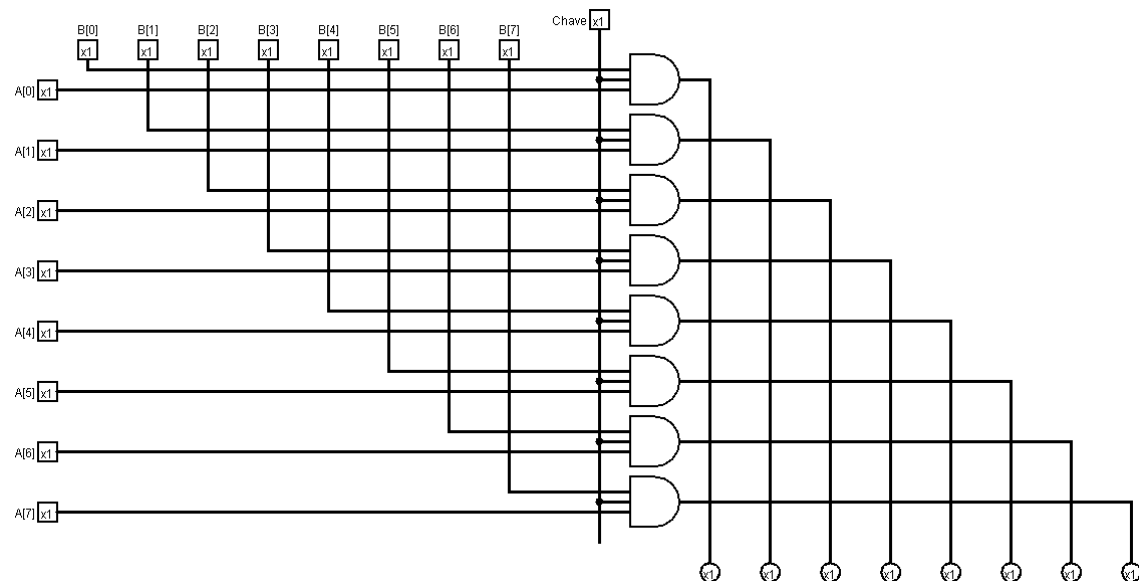 Chave x1
B[0] B[1] B[2] B[3] B[4] B[5] B[6] B[7]
x1 x1 x1 x1 x1 x1 x1 x1
A[0] x1
A[1] x1
A[2] x1
A[3] x1
A[4] x1
A[5] x1
A[6] x1
A[7] x1
x1 x1 x1 x1 x1 x1 x1 x1